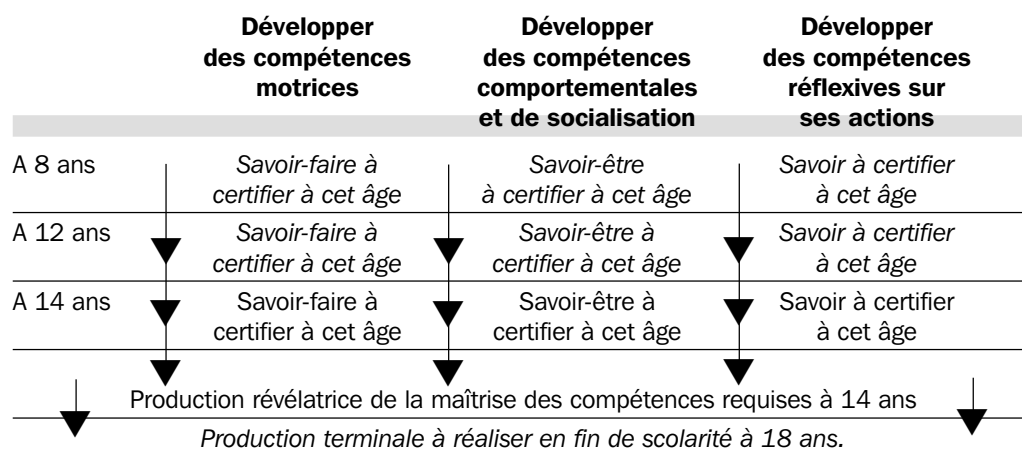 Développer
des compétences
motrices
Développer
des compétences
comportementales
et de socialisation
Développer
des compétences
réflexives sur
ses actions
A 8 ans
Savoir-faire à
certifier à cet âge
Savoir-être
à certifier à cet âge
Savoir à certifier
à cet âge
A 12 ans
Savoir-faire à
certifier à cet âge
Savoir-être à
certifier à cet âge
Savoir à certifier
à cet âge
A 14 ans
Savoir-faire à
certifier à cet âge
Savoir-être à
certifier à cet âge
Savoir à certifier
à cet âge
Production révélatrice de la maîtrise des compétences requises à 14 ans
Production terminale à réaliser en fin de scolarité à 18 ans.